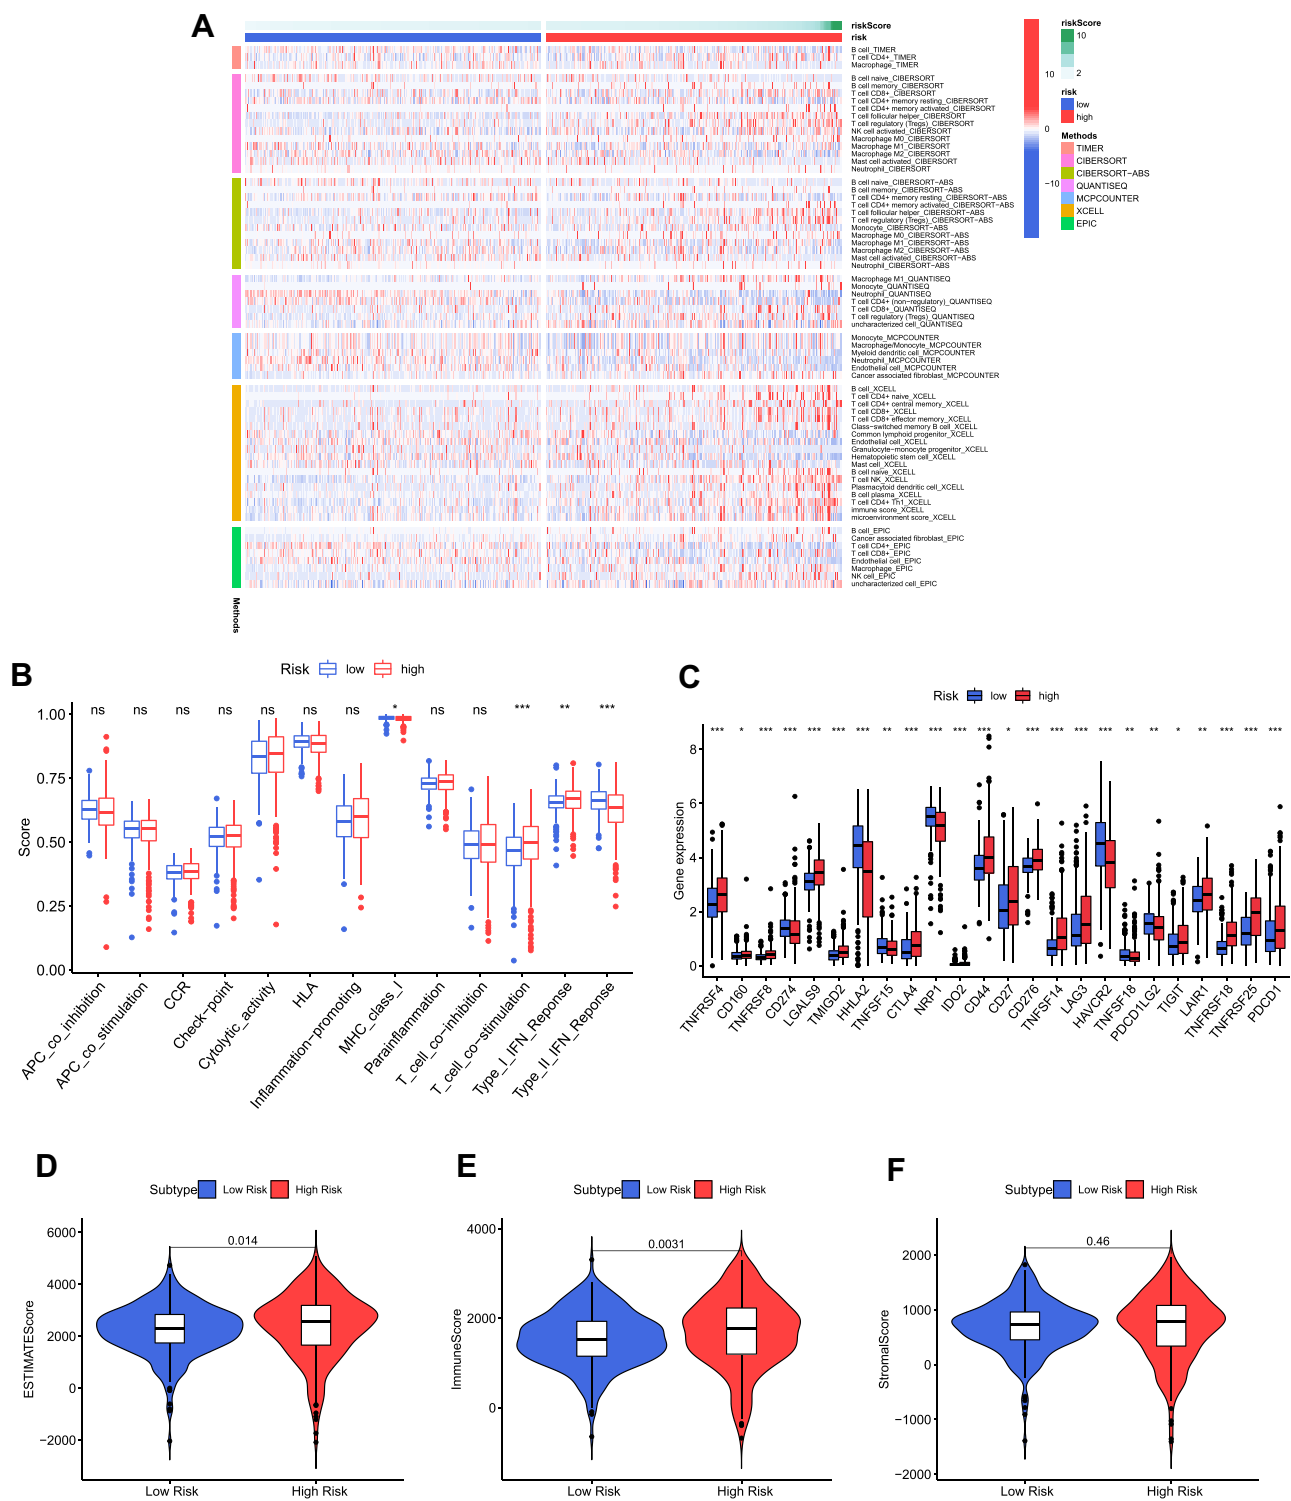 A
riskScore
risk
B cell_TIMER
T cell CD4+_TIMER
Macrophage_TIMER
B cell naive_CIBERSORT
B cell memory_CIBERSORT
T cell CD8+_CIBERSORT
T cell CD4+ memory resting_CIBERSORT
T cell CD4+ memory activated_CIBERSORT
T cell follicular helper_CIBERSORT
T cell regulatory (Tregs)_CIBERSORT
NK cell activated_CIBERSORT
Macrophage M0_CIBERSORT
Macrophage M1_CIBERSORT
Macrophage M2_CIBERSORT
Mast cell activated_CIBERSORT
Neutrophil_CIBERSORT
B cell naive_CIBERSORT−ABS
B cell memory_CIBERSORT−ABS
T cell CD4+ memory resting_CIBERSORT−ABS
T cell CD4+ memory activated_CIBERSORT−ABS
T cell follicular helper_CIBERSORT−ABS
T cell regulatory (Tregs)_CIBERSORT−ABS
Monocyte_CIBERSORT−ABS
Macrophage M0_CIBERSORT−ABS
Macrophage M1_CIBERSORT−ABS
Macrophage M2_CIBERSORT−ABS
Mast cell activated_CIBERSORT−ABS
Neutrophil_CIBERSORT−ABS
Macrophage M1_QUANTISEQ
Monocyte_QUANTISEQ
Neutrophil_QUANTISEQ
T cell CD4+ (non−regulatory)_QUANTISEQ
T cell CD8+_QUANTISEQ
T cell regulatory (Tregs)_QUANTISEQ
uncharacterized cell_QUANTISEQ
Monocyte_MCPCOUNTER
Macrophage/Monocyte_MCPCOUNTER
Myeloid dendritic cell_MCPCOUNTER
Neutrophil_MCPCOUNTER
Endothelial cell_MCPCOUNTER
Cancer associated fibroblast_MCPCOUNTER
B cell_XCELL
T cell CD4+ naive_XCELL
T cell CD4+ central memory_XCELL
T cell CD8+_XCELL
T cell CD8+ effector memory_XCELL
Class−switched memory B cell_XCELL
Common lymphoid progenitor_XCELL
Endothelial cell_XCELL
Granulocyte−monocyte progenitor_XCELL
Hematopoietic stem cell_XCELL
Mast cell_XCELL
B cell naive_XCELL
T cell NK_XCELL
Plasmacytoid dendritic cell_XCELL
B cell plasma_XCELL
T cell CD4+ Th1_XCELL
immune score_XCELL
microenvironment score_XCELL
B cell_EPIC
Cancer associated fibroblast_EPIC
T cell CD4+_EPIC
T cell CD8+_EPIC
Endothelial cell_EPIC
Macrophage_EPIC
NK cell_EPIC
uncharacterized cell_EPIC
Methods
10
0
−10
riskScore
10
2
risk
low
high
Methods
TIMER
CIBERSORT
CIBERSORT−ABS
QUANTISEQ
MCPCOUNTER
XCELL
EPIC
B
Risk low high
ns ns ns ns ns ns ns * ns ns *** ** ***
Score
1.00
0.75
0.50
0.25
0.00
APC_co_inhibition
APC_co_stimulation
CCR
Check−point
Cytolytic_activity
HLA
Inflammation−promoting
MHC_class_I
Parainflammation
T_cell_co−inhibition
T_cell_co−stimulation
Type_I_IFN_Reponse
Type_II_IFN_Reponse
C
Risk low high
*** * *** *** *** *** *** ** *** *** *** *** * *** *** *** *** ** ** * ** *** *** ***
Gene expression
8
6
4
2
0
TNFRSF4
CD160
TNFRSF8
CD274
LGALS9
TMIGD2
HHLA2
TNFSF15
CTLA4
NRP1
IDO2
CD44
CD27
CD276
TNFSF14
LAG3
HAVCR2
TNFSF18
PDCD1LG2
TIGIT
LAIR1
TNFRSF18
TNFRSF25
PDCD1
D
Subtype Low Risk High Risk
0.014
ESTIMATEScore
6000
4000
2000
0
−2000
Low Risk High Risk
E
Subtype Low Risk High Risk
0.0031
ImmuneScore
4000
2000
0
Low Risk High Risk
F
Subtype Low Risk High Risk
0.46
StromalScore
2000
1000
0
−1000
−2000
Low Risk High Risk